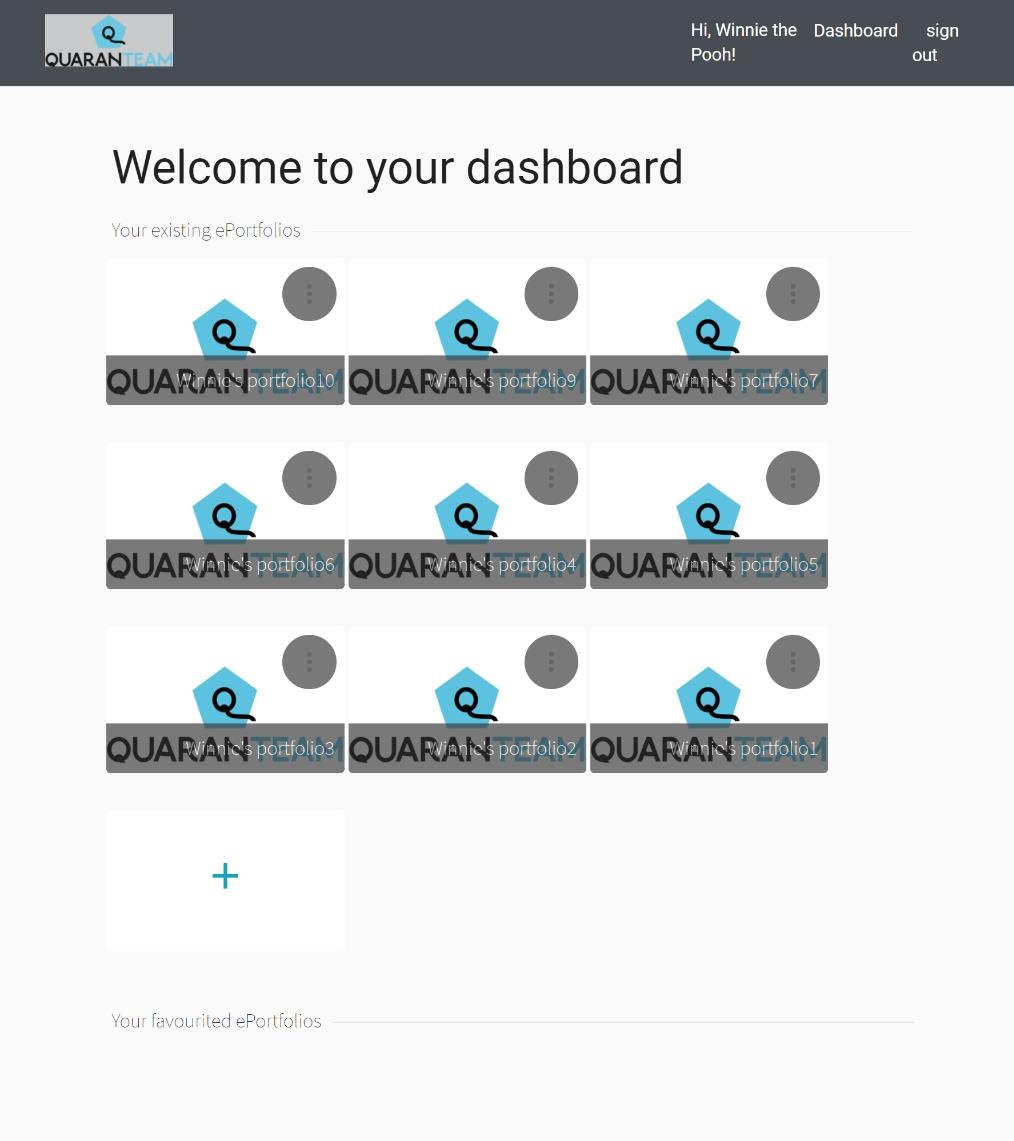 Q
QUARANTEAM
Hi, Winnie the Pooh!
Dashboard
sign out
Welcome to your dashboard
Your existing ePortfolios
Q
QUARANTEAM
Winnie's portfolio10
Q
QUARANTEAM
Winnie's portfolio9
Q
QUARANTEAM
Winnie's portfolio7
Q
QUARANTEAM
Winnie's portfolio6
Q
QUARANTEAM
Winnie's portfolio4
Q
QUARANTEAM
Winnie's portfolio5
Q
QUARANTEAM
Winnie's portfolio3
Q
QUARANTEAM
Winnie's portfolio2
Q
QUARANTEAM
Winnie's portfolio1
+
Your favourited ePortfolios